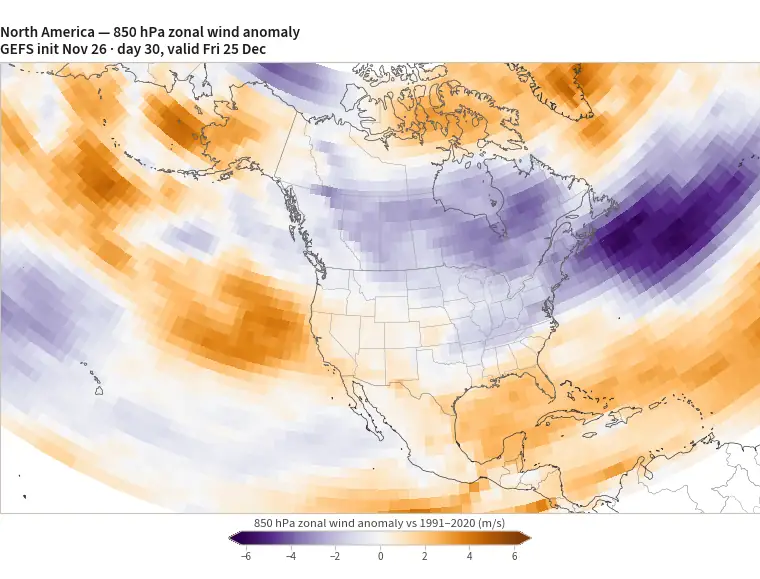 North America — 850 hPa zonal wind anomaly
GEFS init Nov 26 · day 30, valid Fri 25 Dec
850 hPa zonal wind anomaly vs 1991–2020 (m/s)
−6 −4 −2 0 2 4 6